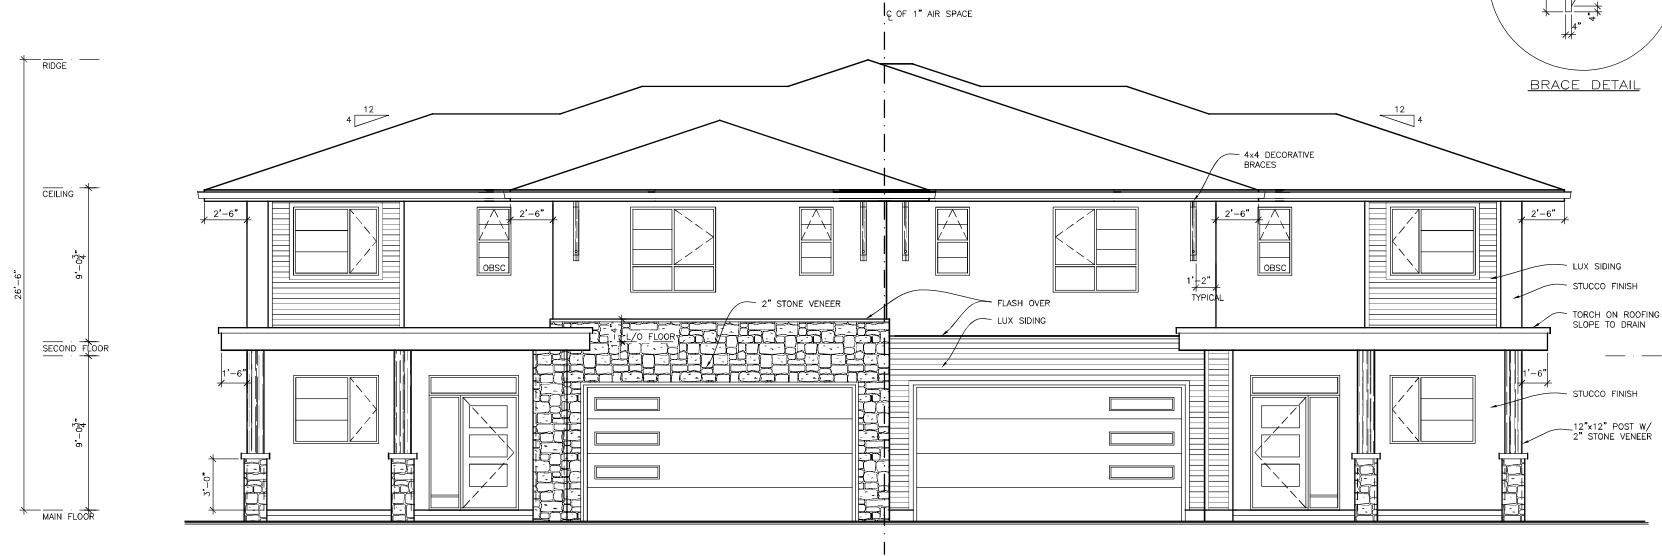 ℄ OF 1" AIR SPACE
4"
4"
BRACE DETAIL
RIDGE
12
4
12
4
4x4 DECORATIVE
BRACES
CEILING
2'-6"
2'-6"
2'-6"
2'-6"
OBSC
OBSC
9'-0¾"
26'-6"
1'-2"
TYPICAL
LUX SIDING
STUCCO FINISH
2" STONE VENEER
FLASH OVER
LUX SIDING
TORCH ON ROOFING
SLOPE TO DRAIN
L/O FLOOR
SECOND FLOOR
1'-6"
1'-6"
9'-0¾"
STUCCO FINISH
12"x12" POST W/
2" STONE VENEER
3'-0"
MAIN FLOOR